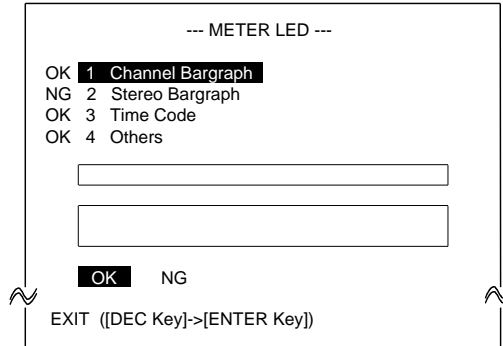 --- METER LED ---
OK 1 Channel Bargraph
NG 2 Stereo Bargraph
OK 3 Time Code
OK 4 Others
OK NG
EXIT ([DEC Key]->[ENTER Key])